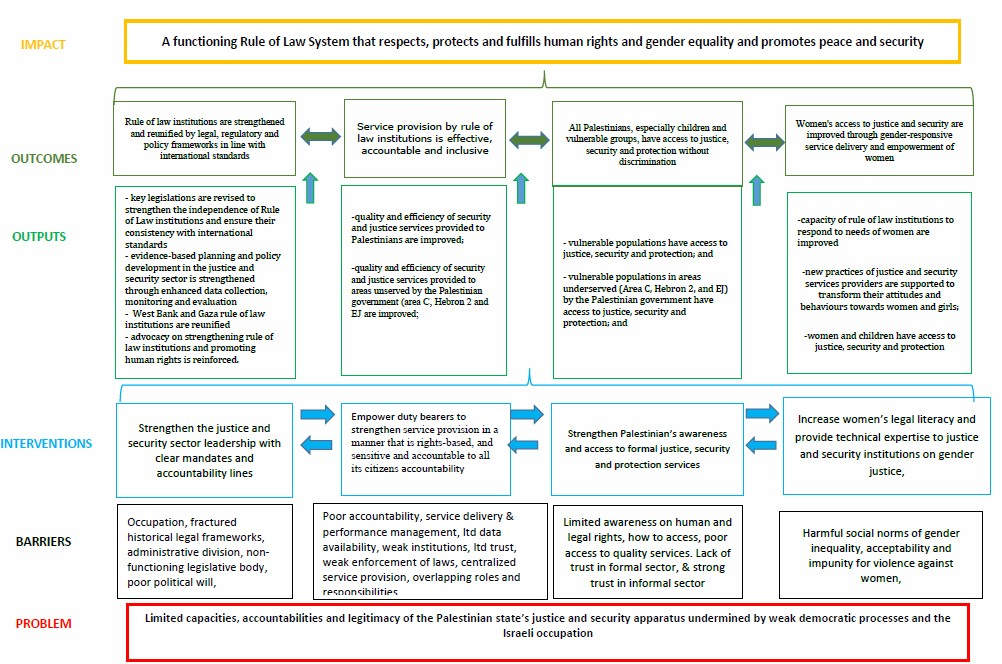 IMPACT
A functioning Rule of Law System that respects, protects and fulfills human rights and gender equality and promotes peace and security
OUTCOMES
Rule of law institutions are strengthened
and reunified by legal, regulatory and
policy frameworks in line with
international standards
Service provision by rule of
law institutions is effective,
accountable and inclusive
All Palestinians, especially children and
vulnerable groups, have access to justice,
security and protection without
discrimination
Women's access to justice and security are
improved through gender-responsive
service delivery and empowerment of
women
OUTPUTS
- key legislations are revised to
strengthen the independence of Rule
of Law institutions and ensure their
consistency with international
standards
- evidence-based planning and policy
development in the justice and
security sector is strengthened
through enhanced data collection,
monitoring and evaluation
- West Bank and Gaza rule of law
institutions are reunified
- advocacy on strengthening rule of
law institutions and promoting
human rights is reinforced.
-quality and efficiency of security
and justice services provided to
Palestinians are improved;
-quality and efficiency of security
and justice services provided to
areas unserved by the Palestinian
government (area C, Hebron 2 and
EJ are improved;
- vulnerable populations have access to
justice, security and protection; and
- vulnerable populations in areas
underserved (Area C, Hebron 2, and EJ)
by the Palestinian government have
access to justice, security and
protection; and
-capacity of rule of law institutions to
respond to needs of women are
improved
-new practices of justice and security
services providers are supported to
transform their attitudes and
behaviours towards women and girls;
-women and children have access to
justice, security and protection
INTERVENTIONS
Strengthen the justice and
security sector leadership with
clear mandates and
accountability lines
Empower duty bearers to
strengthen service provision in a
manner that is rights-based, and
sensitive and accountable to all
its citizens accountability
Strengthen Palestinian's awareness
and access to formal justice, security
and protection services
Increase women's legal literacy and
provide technical expertise to justice
and security institutions on gender
justice,
BARRIERS
Occupation, fractured
historical legal frameworks,
administrative division, non-
functioning legislative body,
poor political will,
Poor accountability, service delivery &
performance management, ltd data
availability, weak institutions, ltd trust,
weak enforcement of laws, centralized
service provision, overlapping roles and
responsibilities
Limited awareness on human and
legal rights, how to access, poor
access to quality services. Lack of
trust in formal sector, & strong
trust in informal sector
Harmful social norms of gender
inequality, acceptability and
impunity for violence against
women,
PROBLEM
Limited capacities, accountabilities and legitimacy of the Palestinian state's justice and security apparatus undermined by weak democratic processes and the
Israeli occupation